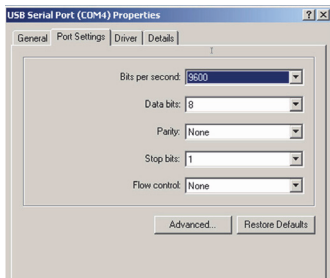 USB Serial Port (COM4) Properties
General Port Settings Driver Details
Bits per second: 9600
Data bits: 8
Parity: None
Stop bits: 1
Flow control: None
Advanced... Restore Defaults